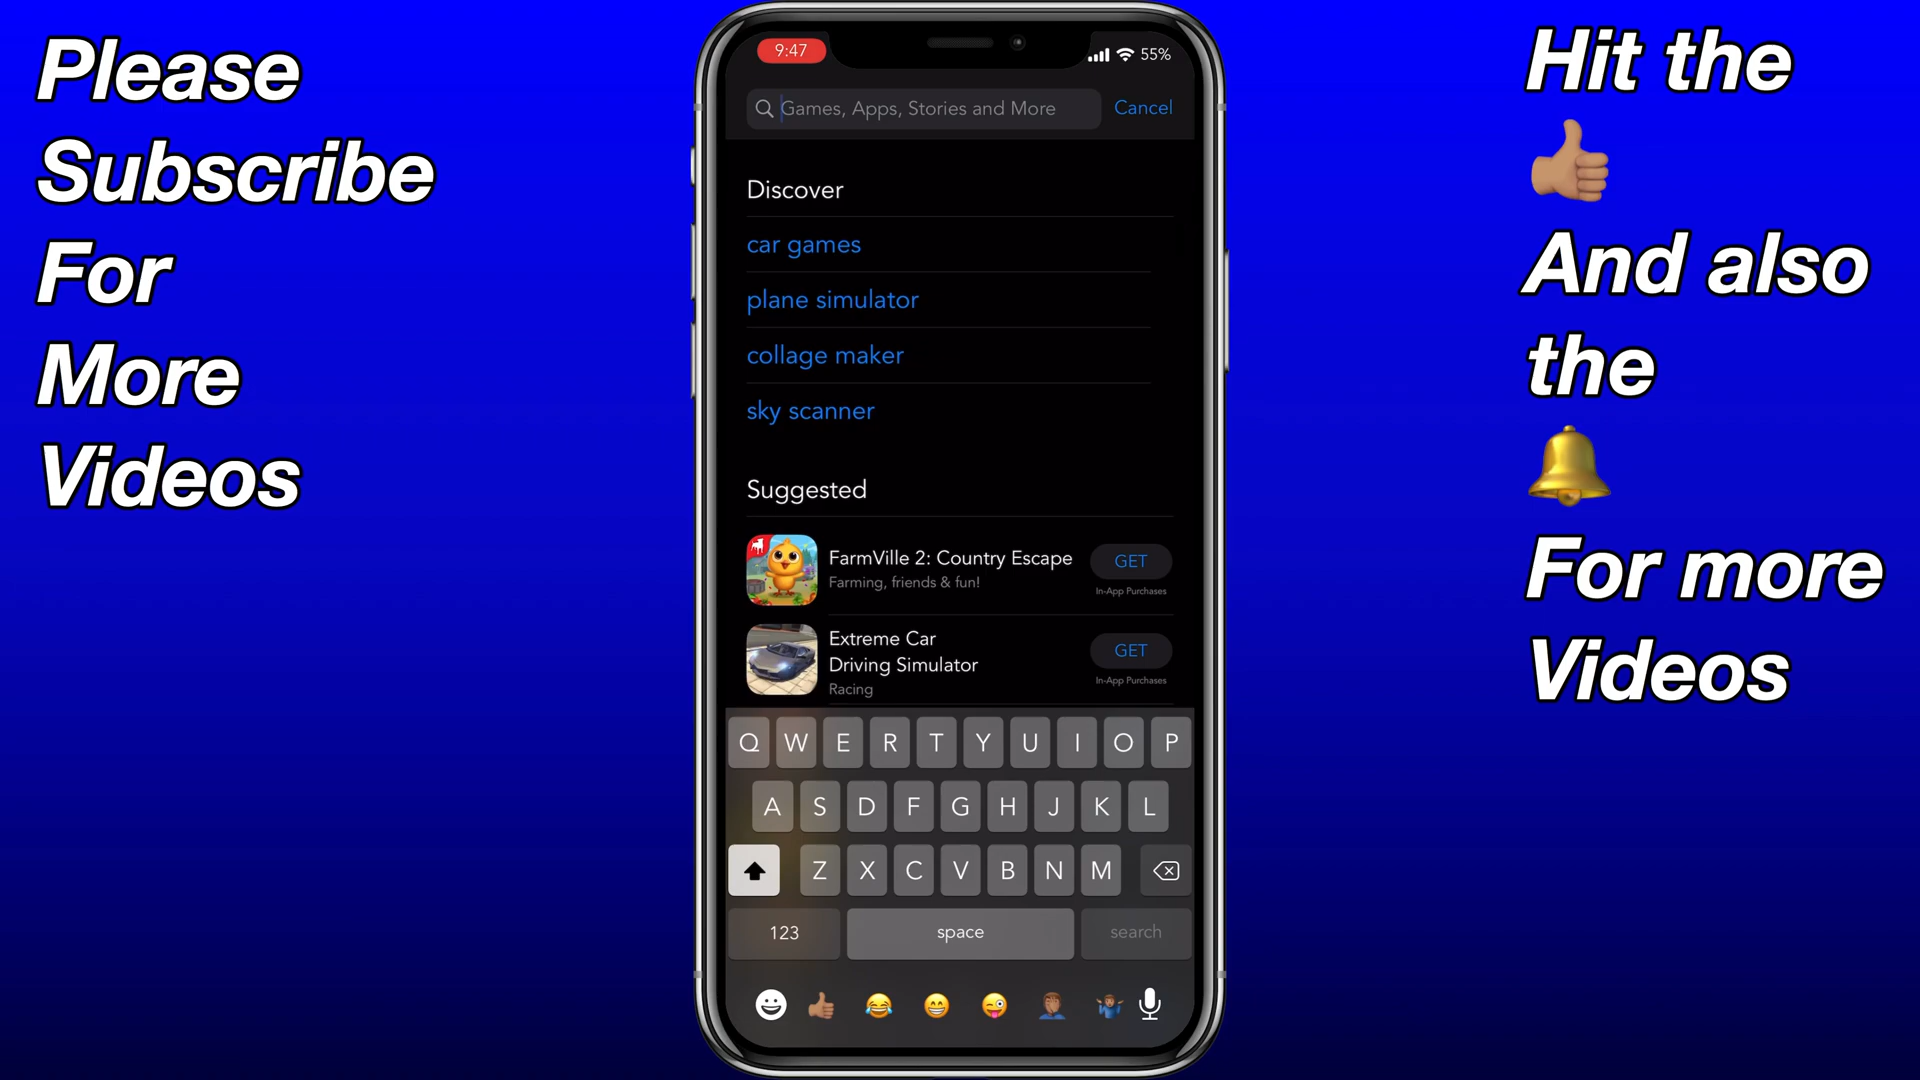 Please
Subscribe
For
More
Videos
9:47
55%
Games, Apps, Stories and More
Cancel
Discover
car games
plane simulator
collage maker
sky scanner
Suggested
FarmVille 2: Country Escape
Farming, friends & fun!
GET
In-App Purchases
Extreme Car
Driving Simulator
Racing
GET
In-App Purchases
Q W E R T Y U I O P
A S D F G H J K L
Z X C V B N M
123 space search
Hit the
👍🏽
And also
the
🔔
For more
Videos